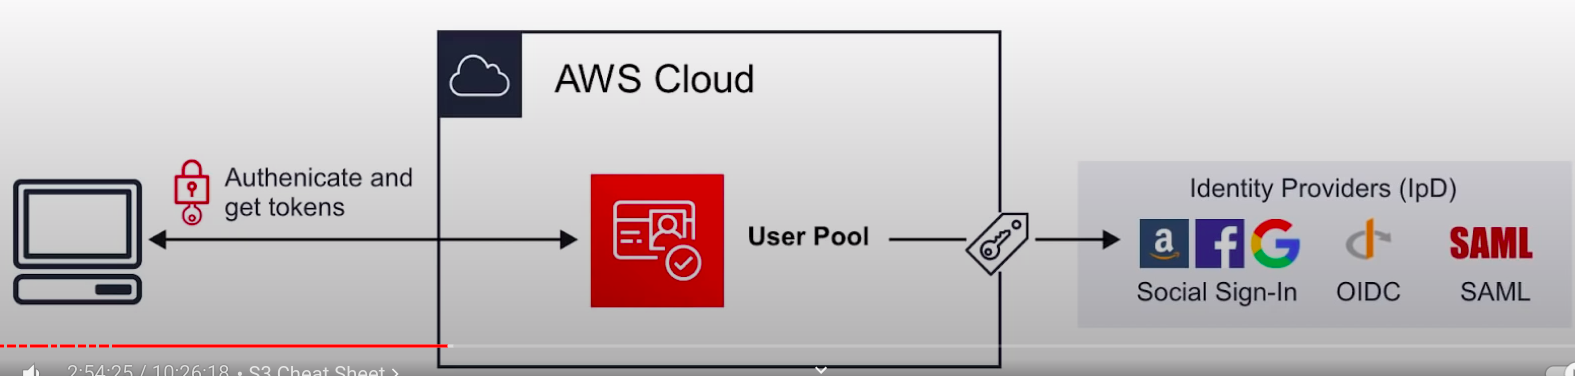 AWS Cloud
Authenicate and
get tokens
User Pool
Identity Providers (IpD)
a f G
SAML
Social Sign-In OIDC SAML
2:54:25 / 10:26:18 • S3 Cheat Sheet >